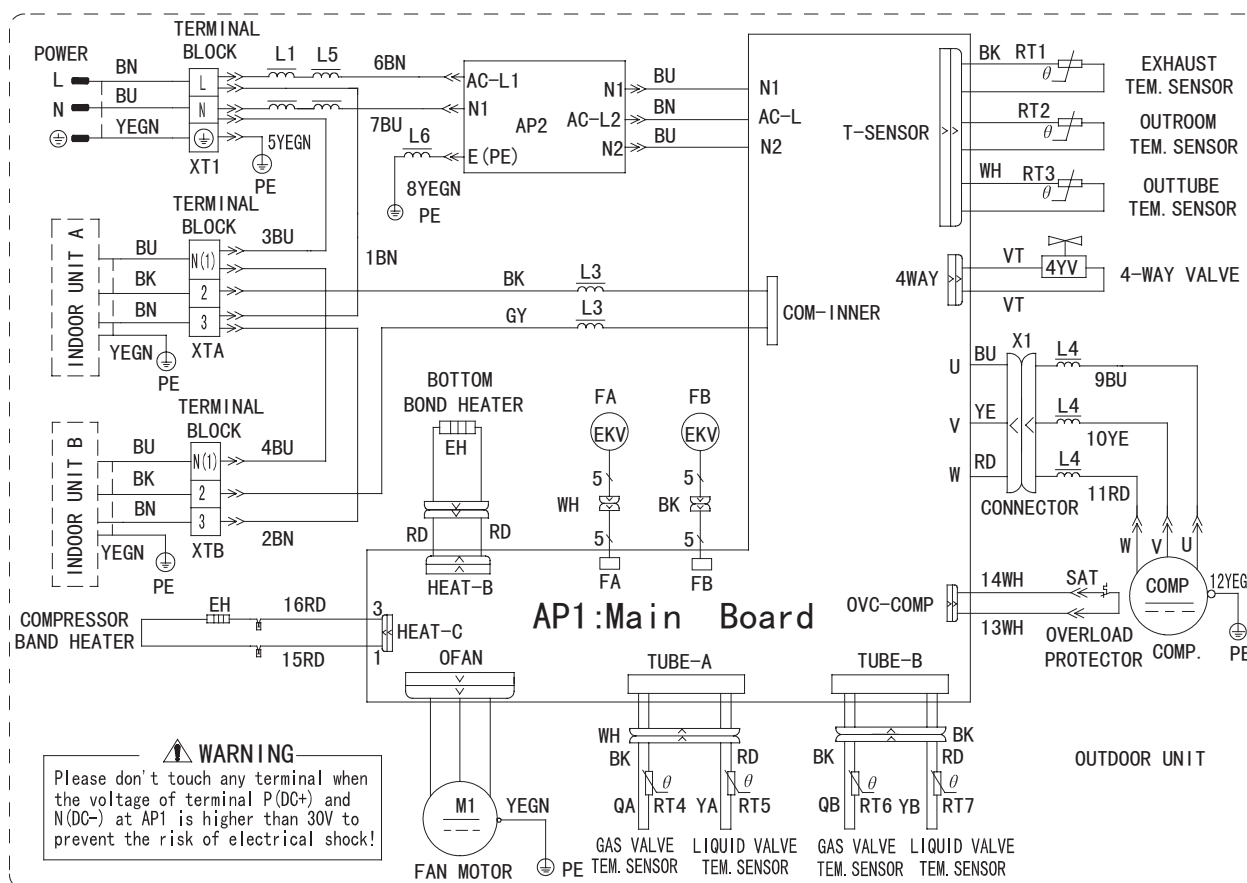 POWER
TERMINAL
BLOCK
L
BN
N
BU
YEGN
L
N
XT1
5YEGN
PE
L1
L5
6BN
7BU
L6
8YEGN
PE
AC-L1
N1
E(PE)
AP2
N1
AC-L2
N2
BU
BN
BU
N1
AC-L
N2
T-SENSOR
BK
RT1
θ
EXHAUST
TEM. SENSOR
RT2
θ
OUTROOM
TEM. SENSOR
WH
RT3
θ
OUTTUBE
TEM. SENSOR
4WAY
VT
4YV
VT
4-WAY VALVE
INDOOR UNIT A
TERMINAL
BLOCK
BU
BK
BN
YEGN
PE
N(1)
2
3
XTA
3BU
1BN
BK
L3
GY
L3
COM-INNER
INDOOR UNIT B
TERMINAL
BLOCK
BU
BK
BN
YEGN
PE
N(1)
2
3
XTB
4BU
2BN
BOTTOM
BOND HEATER
EH
RD
RD
HEAT-B
FA
EKV
5
WH
5
FA
FB
EKV
5
BK
5
FB
U
BU
V
YE
W
RD
X1
CONNECTOR
L4
9BU
L4
10YE
L4
11RD
W
V
U
COMP
12YEG
PE
COMP.
OVC-COMP
14WH
SAT
13WH
OVERLOAD
PROTECTOR
COMPRESSOR
BAND HEATER
EH
16RD
15RD
3
1
HEAT-C
AP1:Main Board
OFAN
M1
YEGN
PE
FAN MOTOR
TUBE-A
WH
BK
RD
θ
θ
QA
RT4
YA
RT5
GAS VALVE
TEM. SENSOR
LIQUID VALVE
TEM. SENSOR
TUBE-B
BK
BK
RD
θ
θ
QB
RT6
YB
RT7
GAS VALVE
TEM. SENSOR
LIQUID VALVE
TEM. SENSOR
OUTDOOR UNIT
WARNING
Please don't touch any terminal when
the voltage of terminal P(DC+) and
N(DC-) at AP1 is higher than 30V to
prevent the risk of electrical shock!